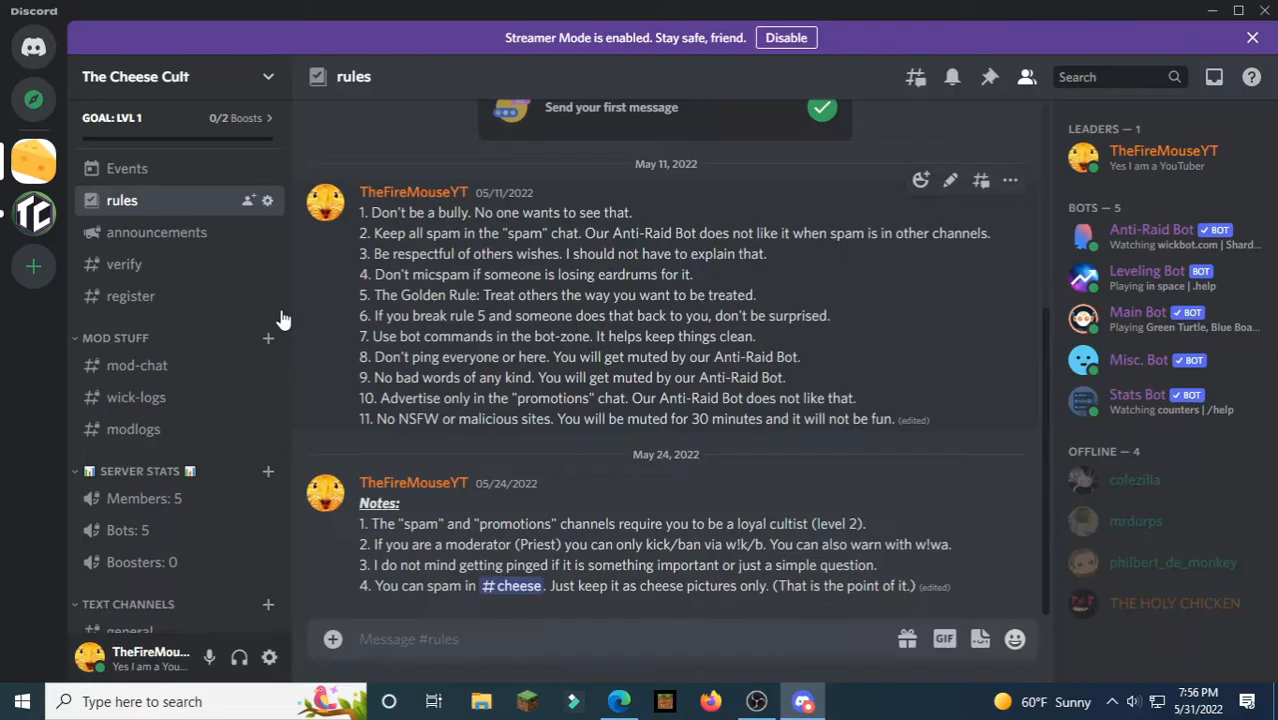 Discord
Streamer Mode is enabled. Stay safe, friend.
Disable
The Cheese Cult
rules
Search
GOAL: LVL 1
0/2 Boosts
Events
rules
announcements
verify
register
MOD STUFF
mod-chat
wick-logs
modlogs
SERVER STATS
Members: 5
Bots: 5
Boosters: 0
TEXT CHANNELS
general
TheFireMou...
Yes I am a You...
Send your first message
May 11, 2022
TheFireMouseYT 05/11/2022
1. Don't be a bully. No one wants to see that.
2. Keep all spam in the "spam" chat. Our Anti-Raid Bot does not like it when spam is in other channels.
3. Be respectful of others wishes. I should not have to explain that.
4. Don't micspam if someone is losing eardrums for it.
5. The Golden Rule: Treat others the way you want to be treated.
6. If you break rule 5 and someone does that back to you, don't be surprised.
7. Use bot commands in the bot-zone. It helps keep things clean.
8. Don't ping everyone or here. You will get muted by our Anti-Raid Bot.
9. No bad words of any kind. You will get muted by our Anti-Raid Bot.
10. Advertise only in the "promotions" chat. Our Anti-Raid Bot does not like that.
11. No NSFW or malicious sites. You will be muted for 30 minutes and it will not be fun. (edited)
May 24, 2022
TheFireMouseYT 05/24/2022
Notes:
1. The "spam" and "promotions" channels require you to be a loyal cultist (level 2).
2. If you are a moderator (Priest) you can only kick/ban via w!k/b. You can also warn with w!wa.
3. I do not mind getting pinged if it is something important or just a simple question.
4. You can spam in #cheese. Just keep it as cheese pictures only. (That is the point of it.) (edited)
Message #rules
GIF
LEADERS — 1
TheFireMouseYT
Yes I am a YouTuber
BOTS — 5
Anti-Raid Bot BOT
Watching wickbot.com | Shard...
Leveling Bot BOT
Playing in space | .help
Main Bot BOT
Playing Green Turtle, Blue Boa...
Misc. Bot BOT
Stats Bot BOT
Watching counters | /help
OFFLINE — 4
colezilla
mrdurps
philbert_de_monkey
THE HOLY CHICKEN
Type here to search
60°F Sunny
7:56 PM
5/31/2022